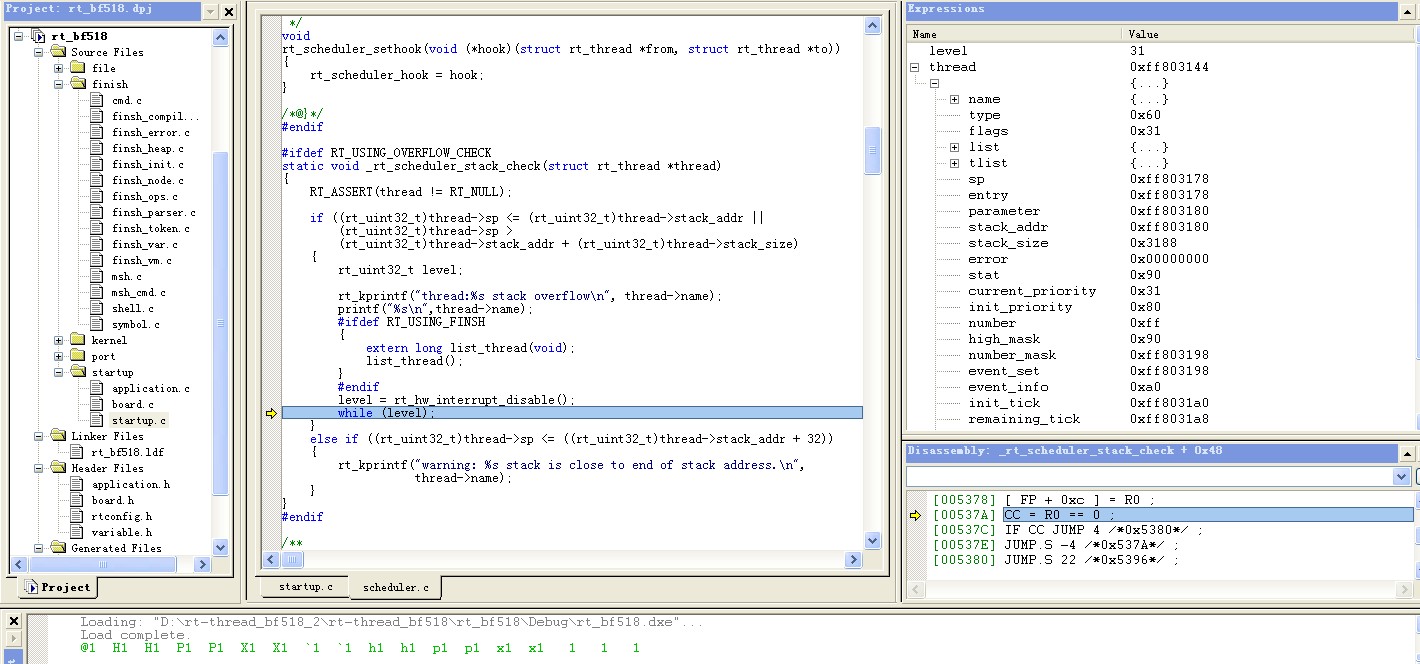 Project: rt_bf518.dpj
rt_bf518
Source Files
file
finish
cmd.c
finsh_compil...
finsh_error.c
finsh_heap.c
finsh_init.c
finsh_node.c
finsh_ops.c
finsh_parser.c
finsh_token.c
finsh_var.c
finsh_vm.c
msh.c
msh_cmd.c
shell.c
symbol.c
kernel
port
startup
application.c
board.c
startup.c
Linker Files
rt_bf518.ldf
Header Files
application.h
board.h
rtconfig.h
variable.h
Generated Files
Project
*/
void
rt_scheduler_sethook(void (*hook)(struct rt_thread *from, struct rt_thread *to))
{
rt_scheduler_hook = hook;
}
/*@}*/
#endif
#ifdef RT_USING_OVERFLOW_CHECK
static void _rt_scheduler_stack_check(struct rt_thread *thread)
{
RT_ASSERT(thread != RT_NULL);
if ((rt_uint32_t)thread->sp <= (rt_uint32_t)thread->stack_addr ||
(rt_uint32_t)thread->sp >
(rt_uint32_t)thread->stack_addr + (rt_uint32_t)thread->stack_size)
{
rt_uint32_t level;
rt_kprintf("thread:%s stack overflow\n", thread->name);
printf("%s\n",thread->name);
#ifdef RT_USING_FINSH
{
extern long list_thread(void);
list_thread();
}
#endif
level = rt_hw_interrupt_disable();
while (level);
}
else if ((rt_uint32_t)thread->sp <= ((rt_uint32_t)thread->stack_addr + 32))
{
rt_kprintf("warning: %s stack is close to end of stack address.\n",
thread->name);
}
}
#endif
/**
startup.c scheduler.c
Expressions
Name Value
level 31
thread 0xff803144
{...}
name {...}
type 0x60
flags 0x31
list {...}
tlist {...}
sp 0xff803178
entry 0xff803178
parameter 0xff803180
stack_addr 0xff803180
stack_size 0x3188
error 0x00000000
stat 0x90
current_priority 0x31
init_priority 0x80
number 0xff
high_mask 0x90
number_mask 0xff803198
event_set 0xff803198
event_info 0xa0
init_tick 0xff8031a0
remaining_tick 0xff8031a8
Disassembly: _rt_scheduler_stack_check + 0x48
[005378] [ FP + 0xc ] = R0 ;
[00537A] CC = R0 == 0 ;
[00537C] IF CC JUMP 4 /*0x5380*/ ;
[00537E] JUMP.S -4 /*0x537A*/ ;
[005380] JUMP.S 22 /*0x5396*/ ;
Loading: "D:\rt-thread_bf518_2\rt-thread_bf518\rt_bf518\Debug\rt_bf518.dxe"...
Load complete.
@1 H1 H1 P1 P1 X1 X1 `1 `1 h1 h1 p1 p1 x1 x1 1 1 1